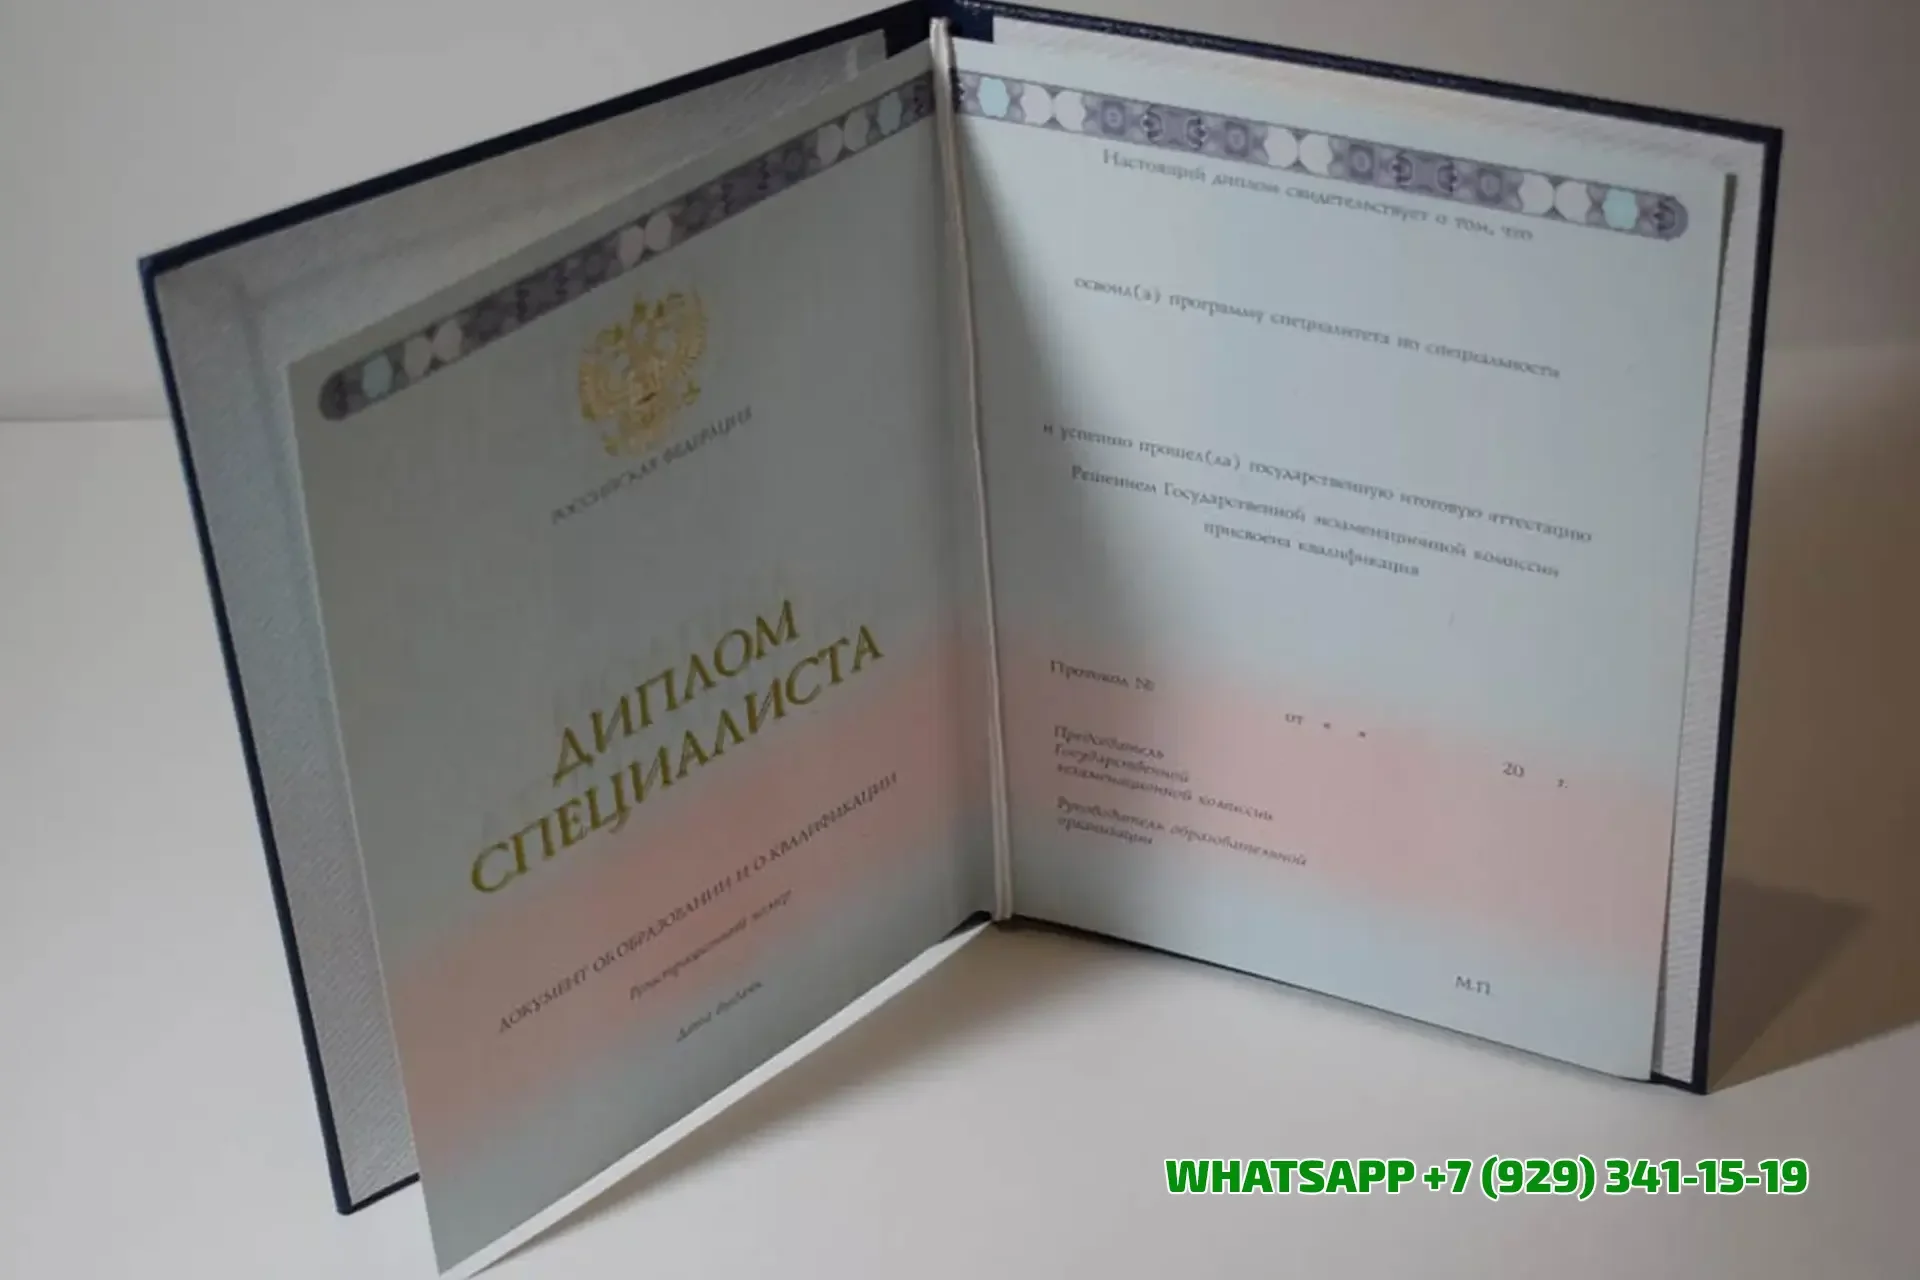 РОССИЙСКАЯ ФЕДЕРАЦИЯ
ДИПЛОМ
СПЕЦИАЛИСТА
ДОКУМЕНТ ОБ ОБРАЗОВАНИИ И О КВАЛИФИКАЦИИ
Регистрационный номер
Дата выдачи
Настоящий диплом свидетельствует о том, что
освоил(а) программу специалитета по специальности
и успешно прошел(ла) государственную итоговую аттестацию
Решением Государственной экзаменационной комиссии
присвоена квалификация
Протокол №
от « »
20 г.
Председатель
Государственной
экзаменационной комиссии
Руководитель образовательной
организации
М.П.
WHATSAPP +7 (929) 341-15-19